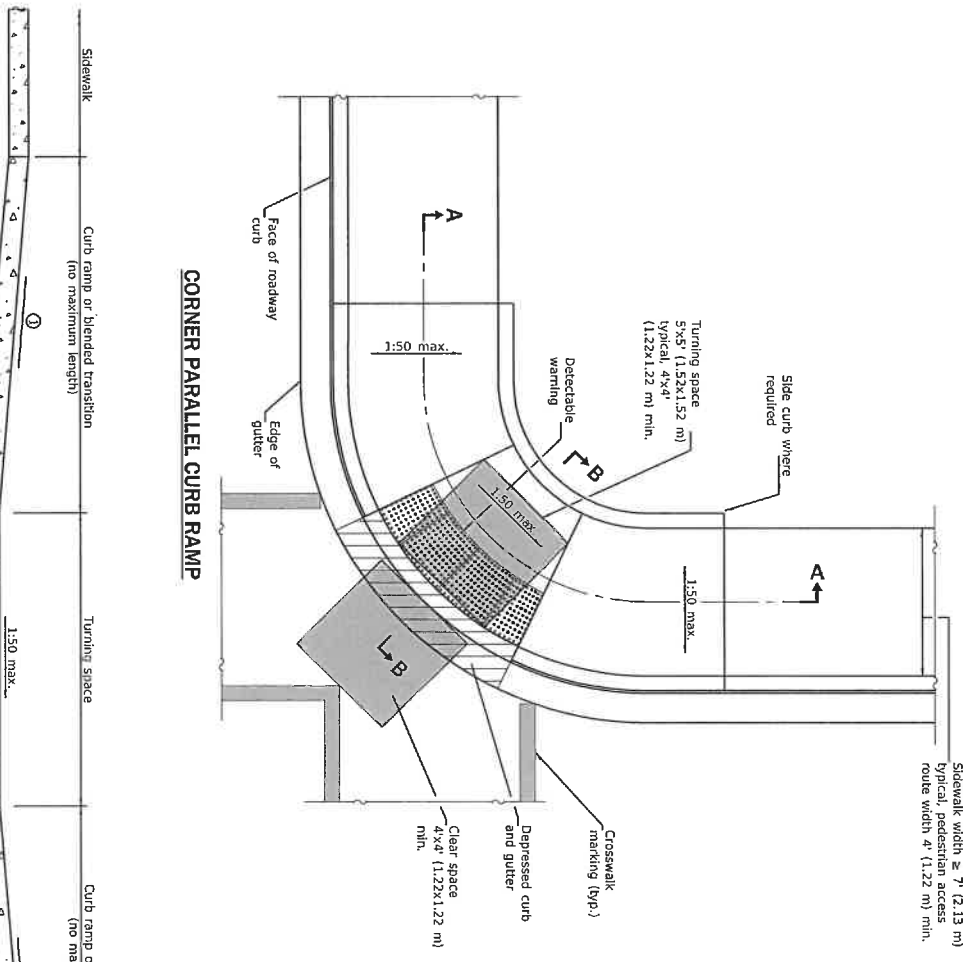 Sidewalk width ≥ 7' (2.13 m)
typical, pedestrian access
route width 4' (1.22 m) min.
Side curb where
required
Turning space
5'x5' (1.52x1.52 m)
typical, 4'x4'
(1.22x1.22 m) min.
Detectable
warning
A
A
B
B
1:50 max.
1:50 max.
1:50 max.
Face of roadway
curb
Edge of
gutter
Crosswalk
marking (typ.)
Depressed curb
and gutter
Clear space
4'x4' (1.22x1.22 m)
min.
CORNER PARALLEL CURB RAMP
Sidewalk
Curb ramp or blended transition
(no maximum length)
1
Turning space
1:50 max.
Curb ramp
(no